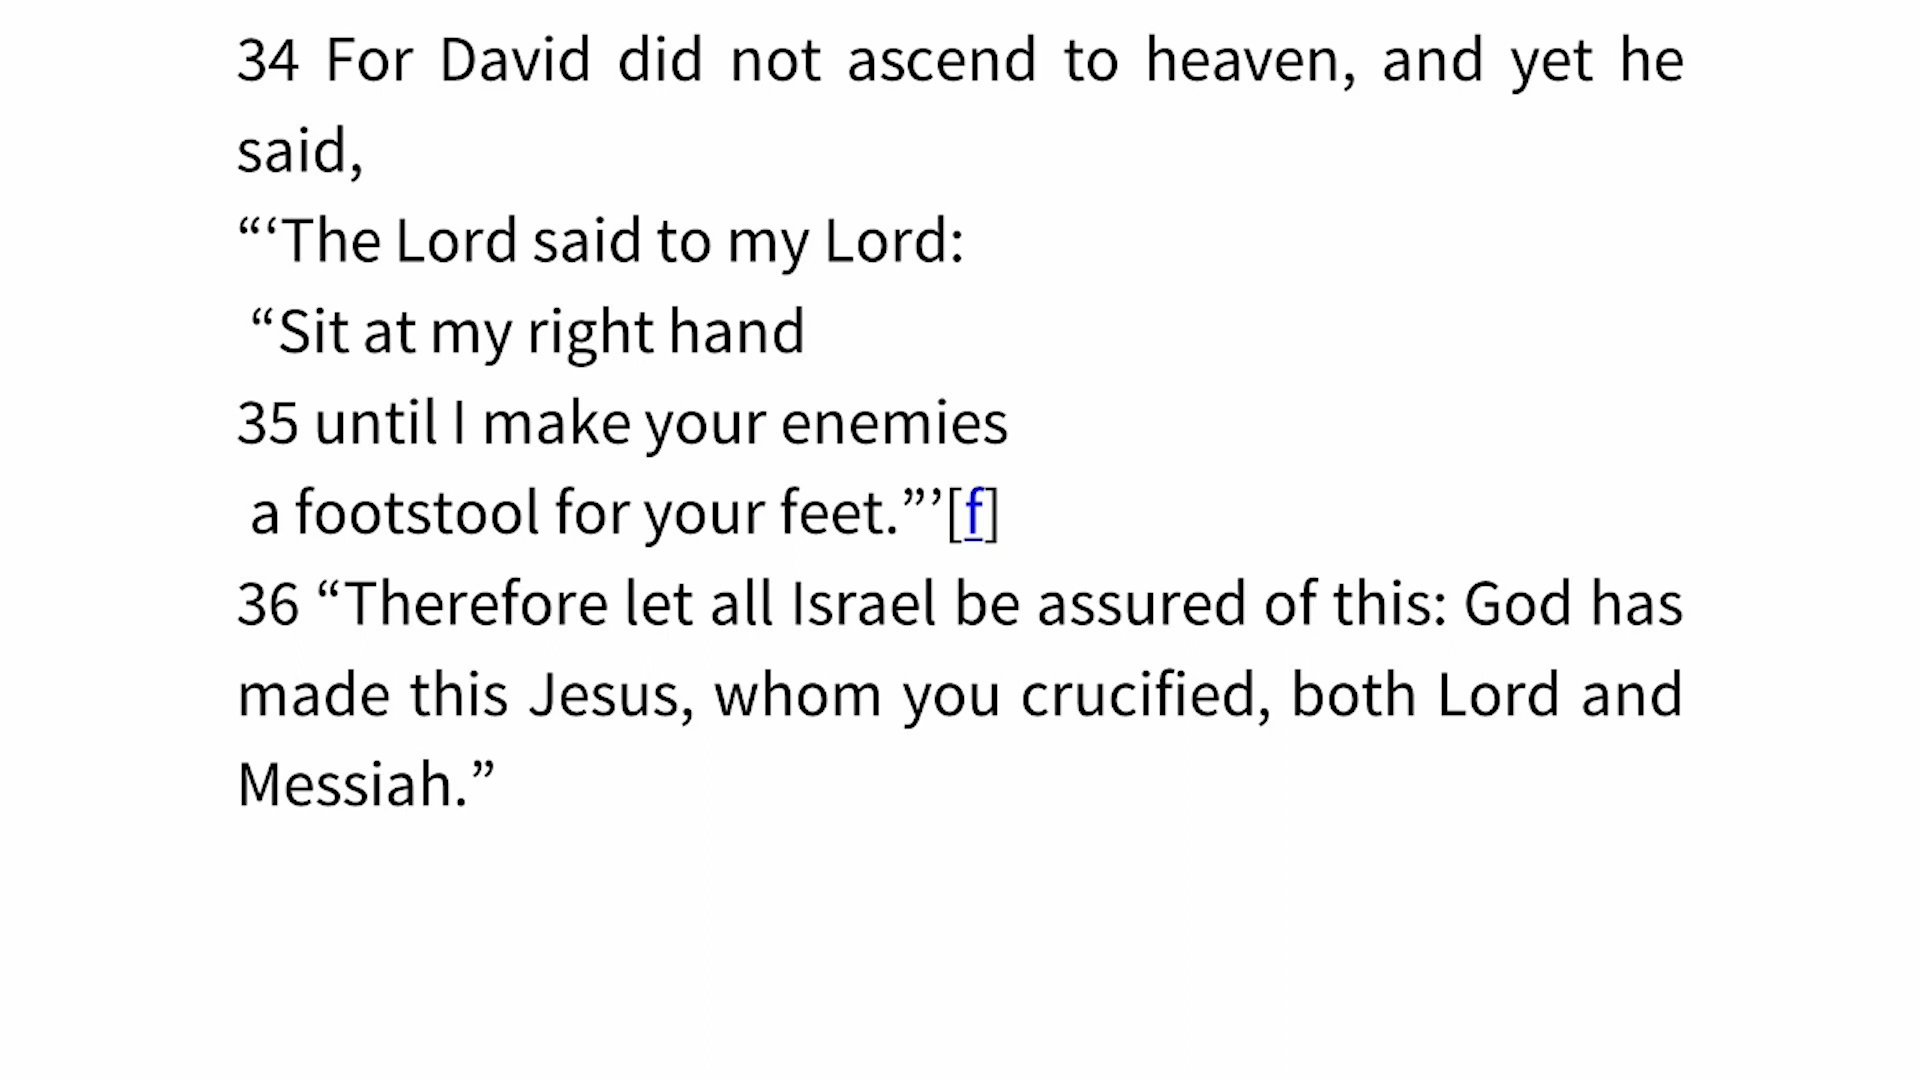 34 For David did not ascend to heaven, and yet he
said,
“‘The Lord said to my Lord:
“Sit at my right hand
35 until I make your enemies
a footstool for your feet.”’[f]
36 “Therefore let all Israel be assured of this: God has
made this Jesus, whom you crucified, both Lord and
Messiah.”